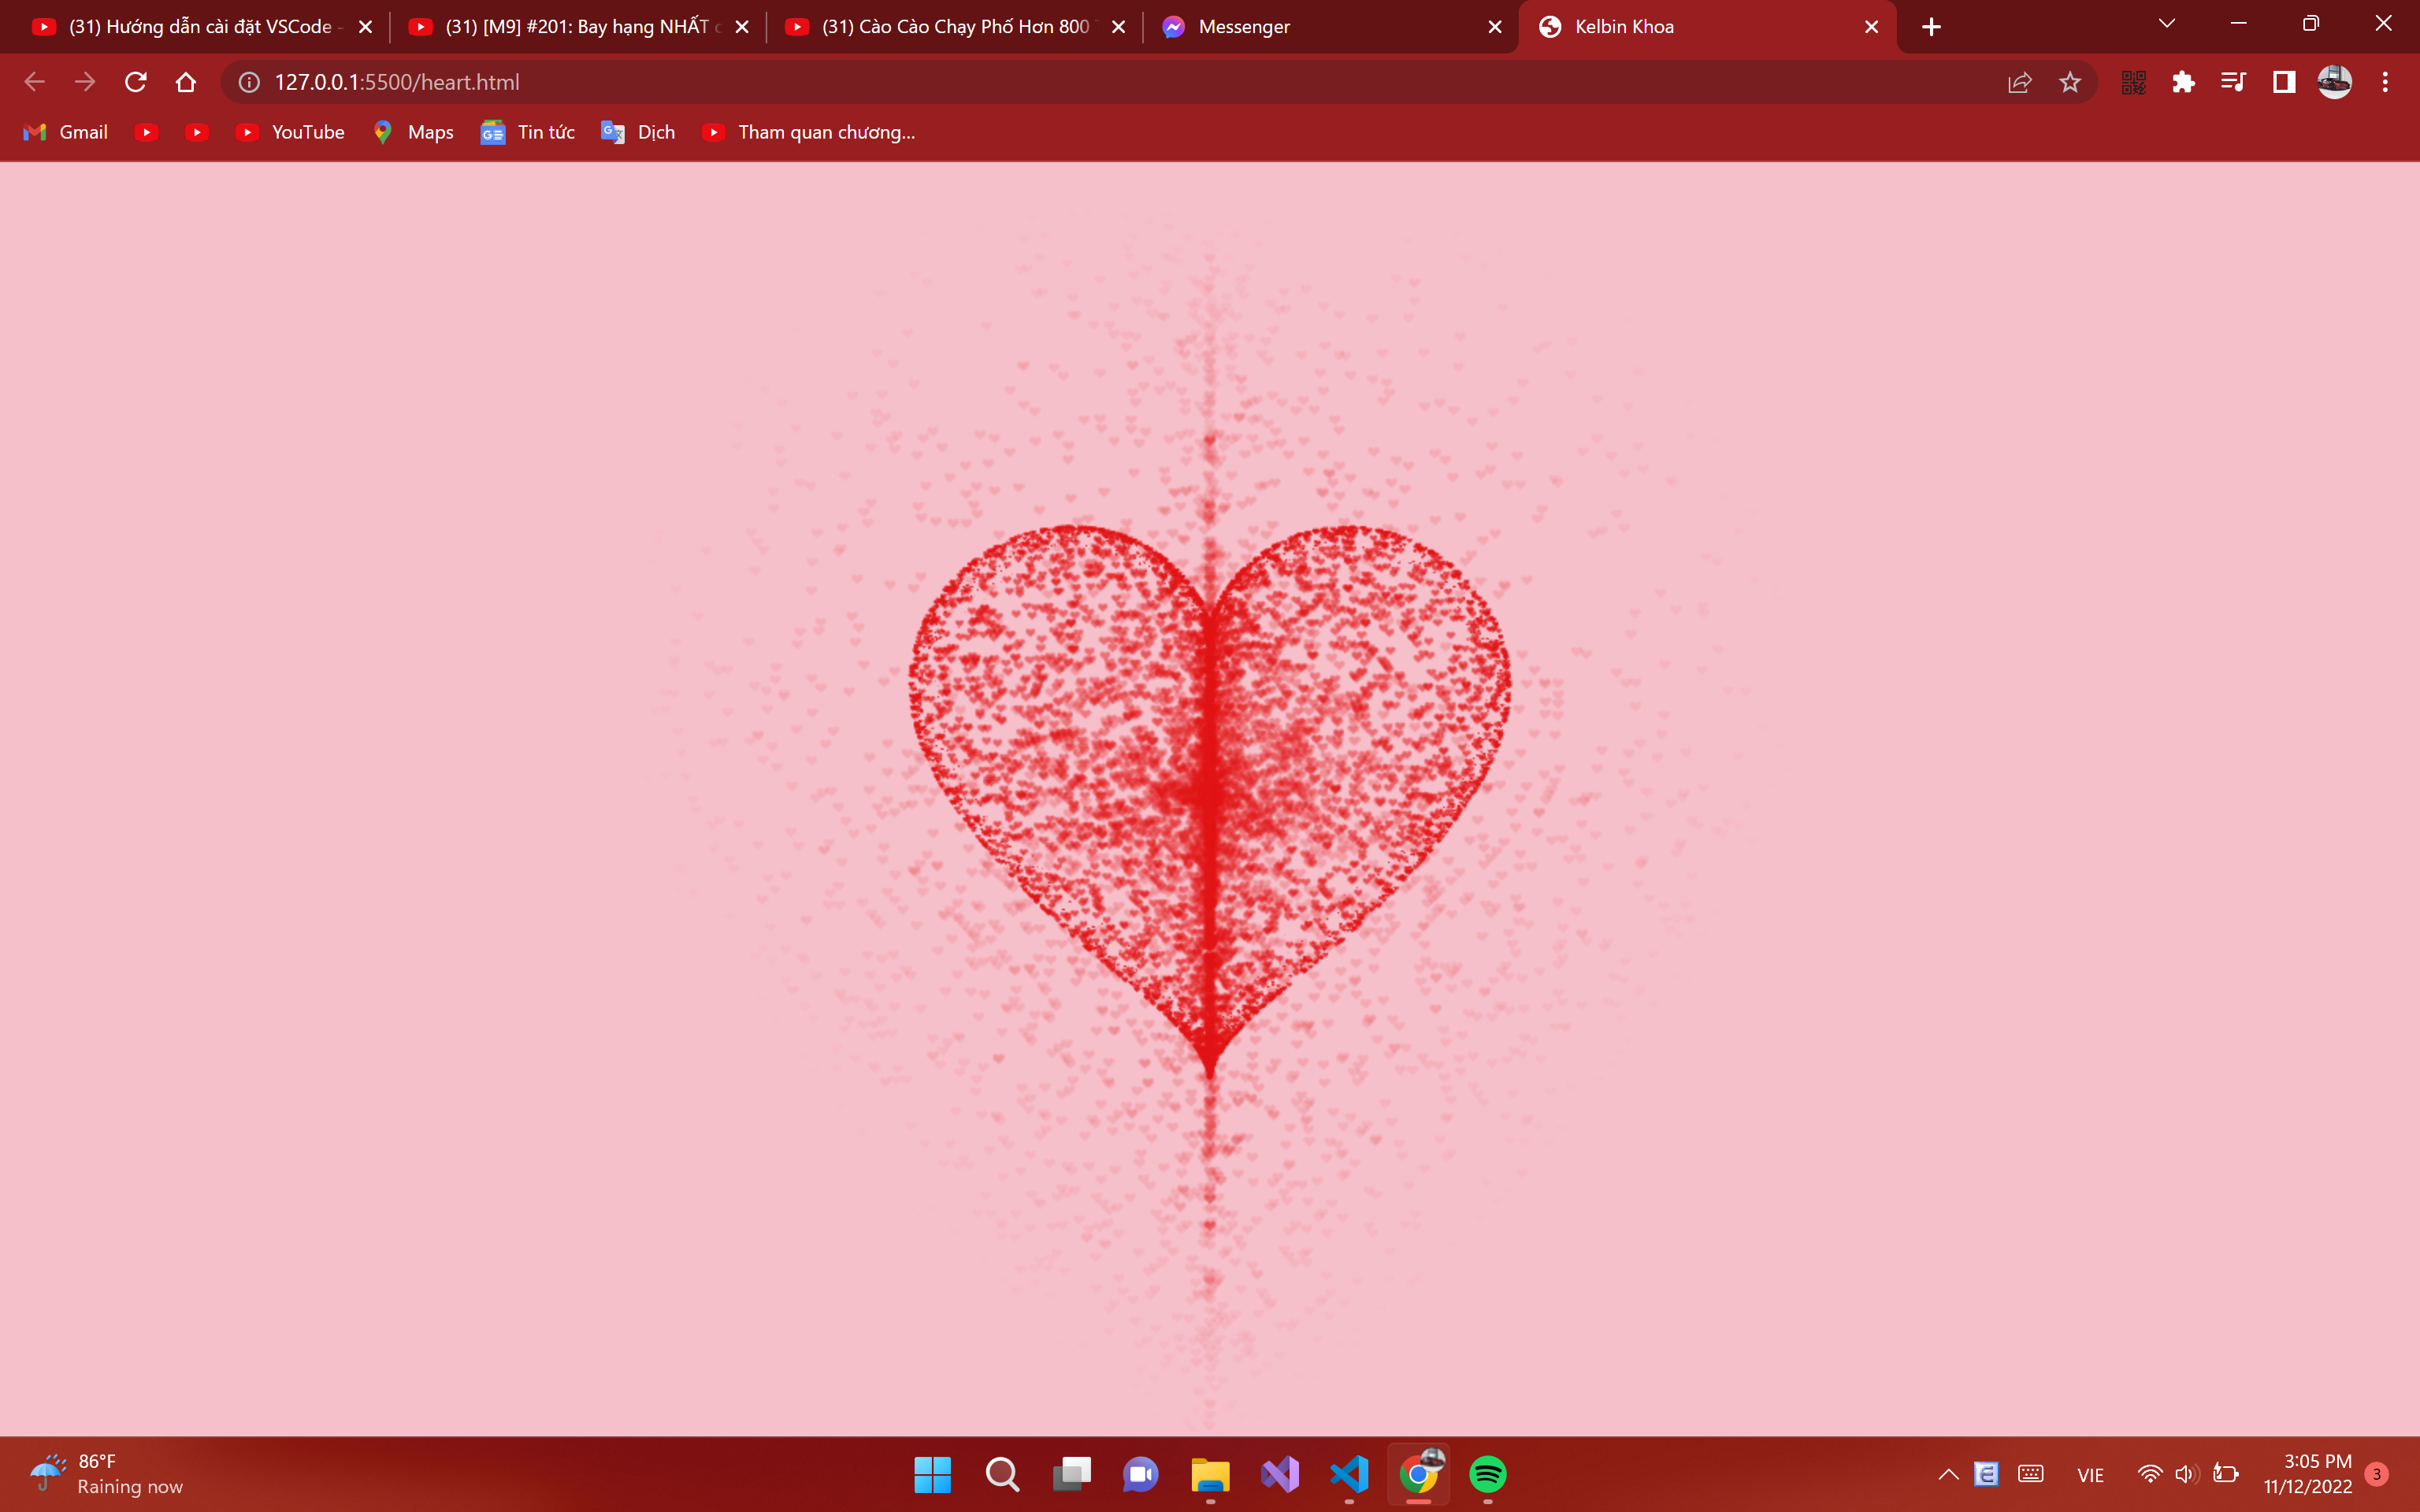 (31) Hướng dẫn cài đặt VSCode -
(31) [M9] #201: Bay hạng NHẤT
(31) Cào Cào Chạy Phố Hơn 800
Messenger
Kelbin Khoa
127.0.0.1:5500/heart.html
Gmail
YouTube
Maps
Tin tức
Dịch
Tham quan chương...
86°F
Raining now
VIE
3:05 PM
11/12/2022
3